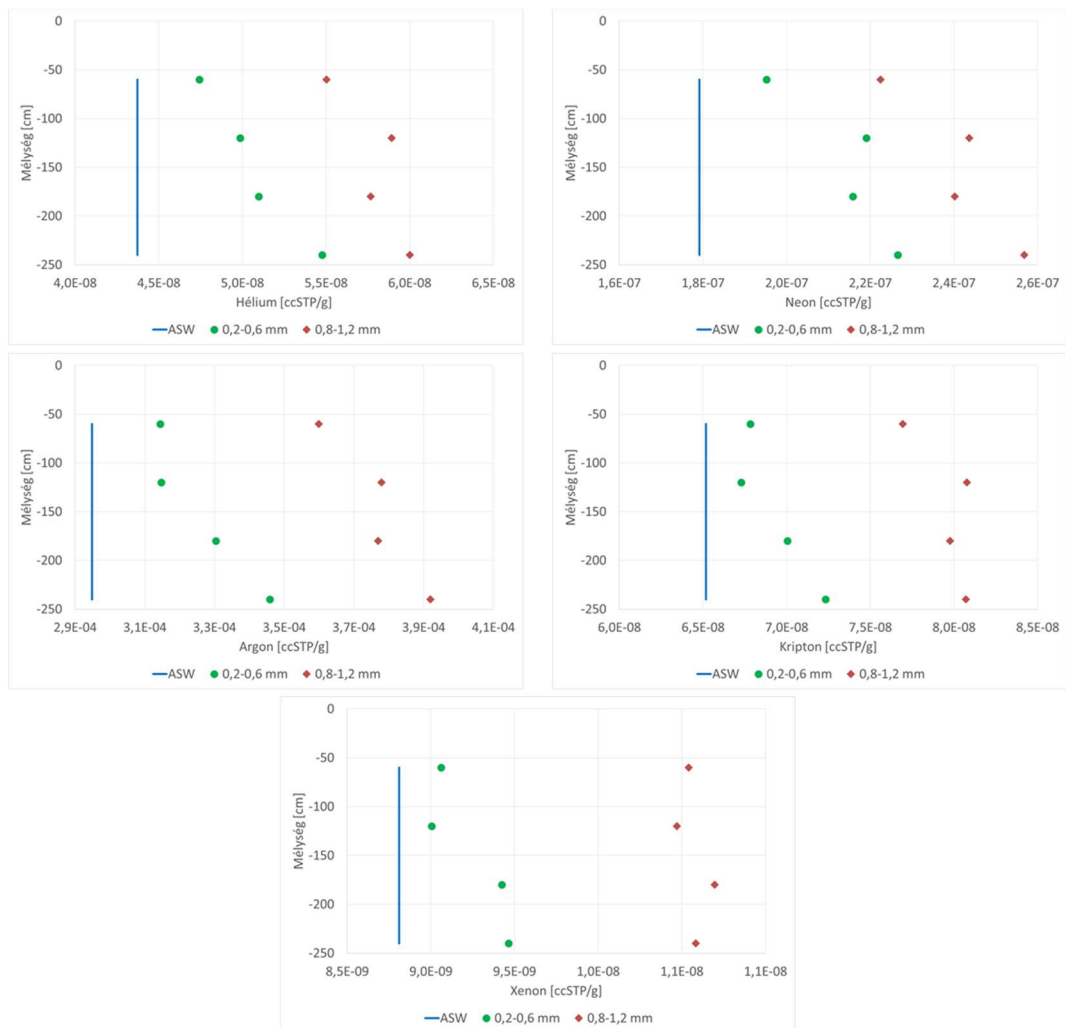 0
-50
-100
-150
-200
-250
Mélység [cm]
4,0E-08 4,5E-08 5,0E-08 5,5E-08 6,0E-08 6,5E-08
Hélium [ccSTP/g]
ASW 0,2-0,6 mm 0,8-1,2 mm
0
-50
-100
-150
-200
-250
Mélység [cm]
1,6E-07 1,8E-07 2,0E-07 2,2E-07 2,4E-07 2,6E-07
Neon [ccSTP/g]
ASW 0,2-0,6 mm 0,8-1,2 mm
0
-50
-100
-150
-200
-250
Mélység [cm]
2,9E-04 3,1E-04 3,3E-04 3,5E-04 3,7E-04 3,9E-04 4,1E-04
Argon [ccSTP/g]
ASW 0,2-0,6 mm 0,8-1,2 mm
0
-50
-100
-150
-200
-250
Mélység [cm]
6,0E-08 6,5E-08 7,0E-08 7,5E-08 8,0E-08 8,5E-08
Kripton [ccSTP/g]
ASW 0,2-0,6 mm 0,8-1,2 mm
0
-50
-100
-150
-200
-250
Mélység [cm]
8,5E-09 9,0E-09 9,5E-09 1,0E-08 1,1E-08 1,1E-08
Xenon [ccSTP/g]
ASW 0,2-0,6 mm 0,8-1,2 mm